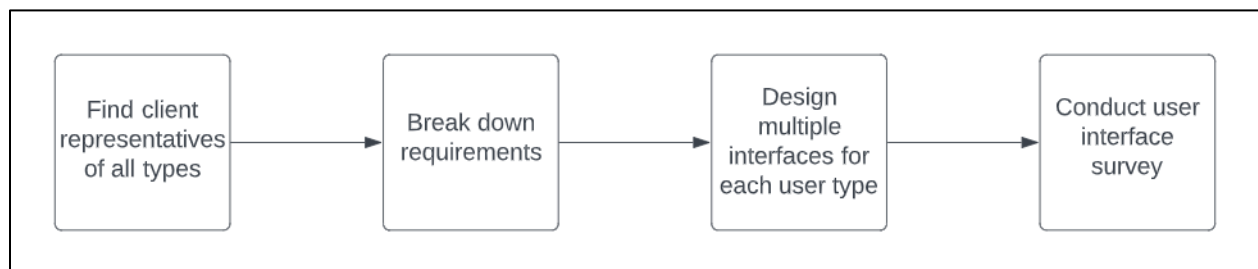 Find client
representatives
of all types
Break down
requirements
Design
multiple
interfaces for
each user type
Conduct user
interface
survey